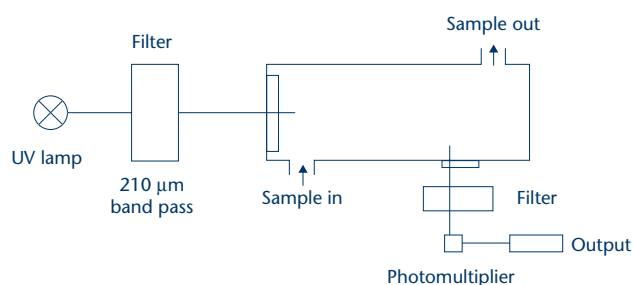 Sample out
Filter
UV lamp
210 μm
band pass
Sample in
Filter
Output
Photomultiplier